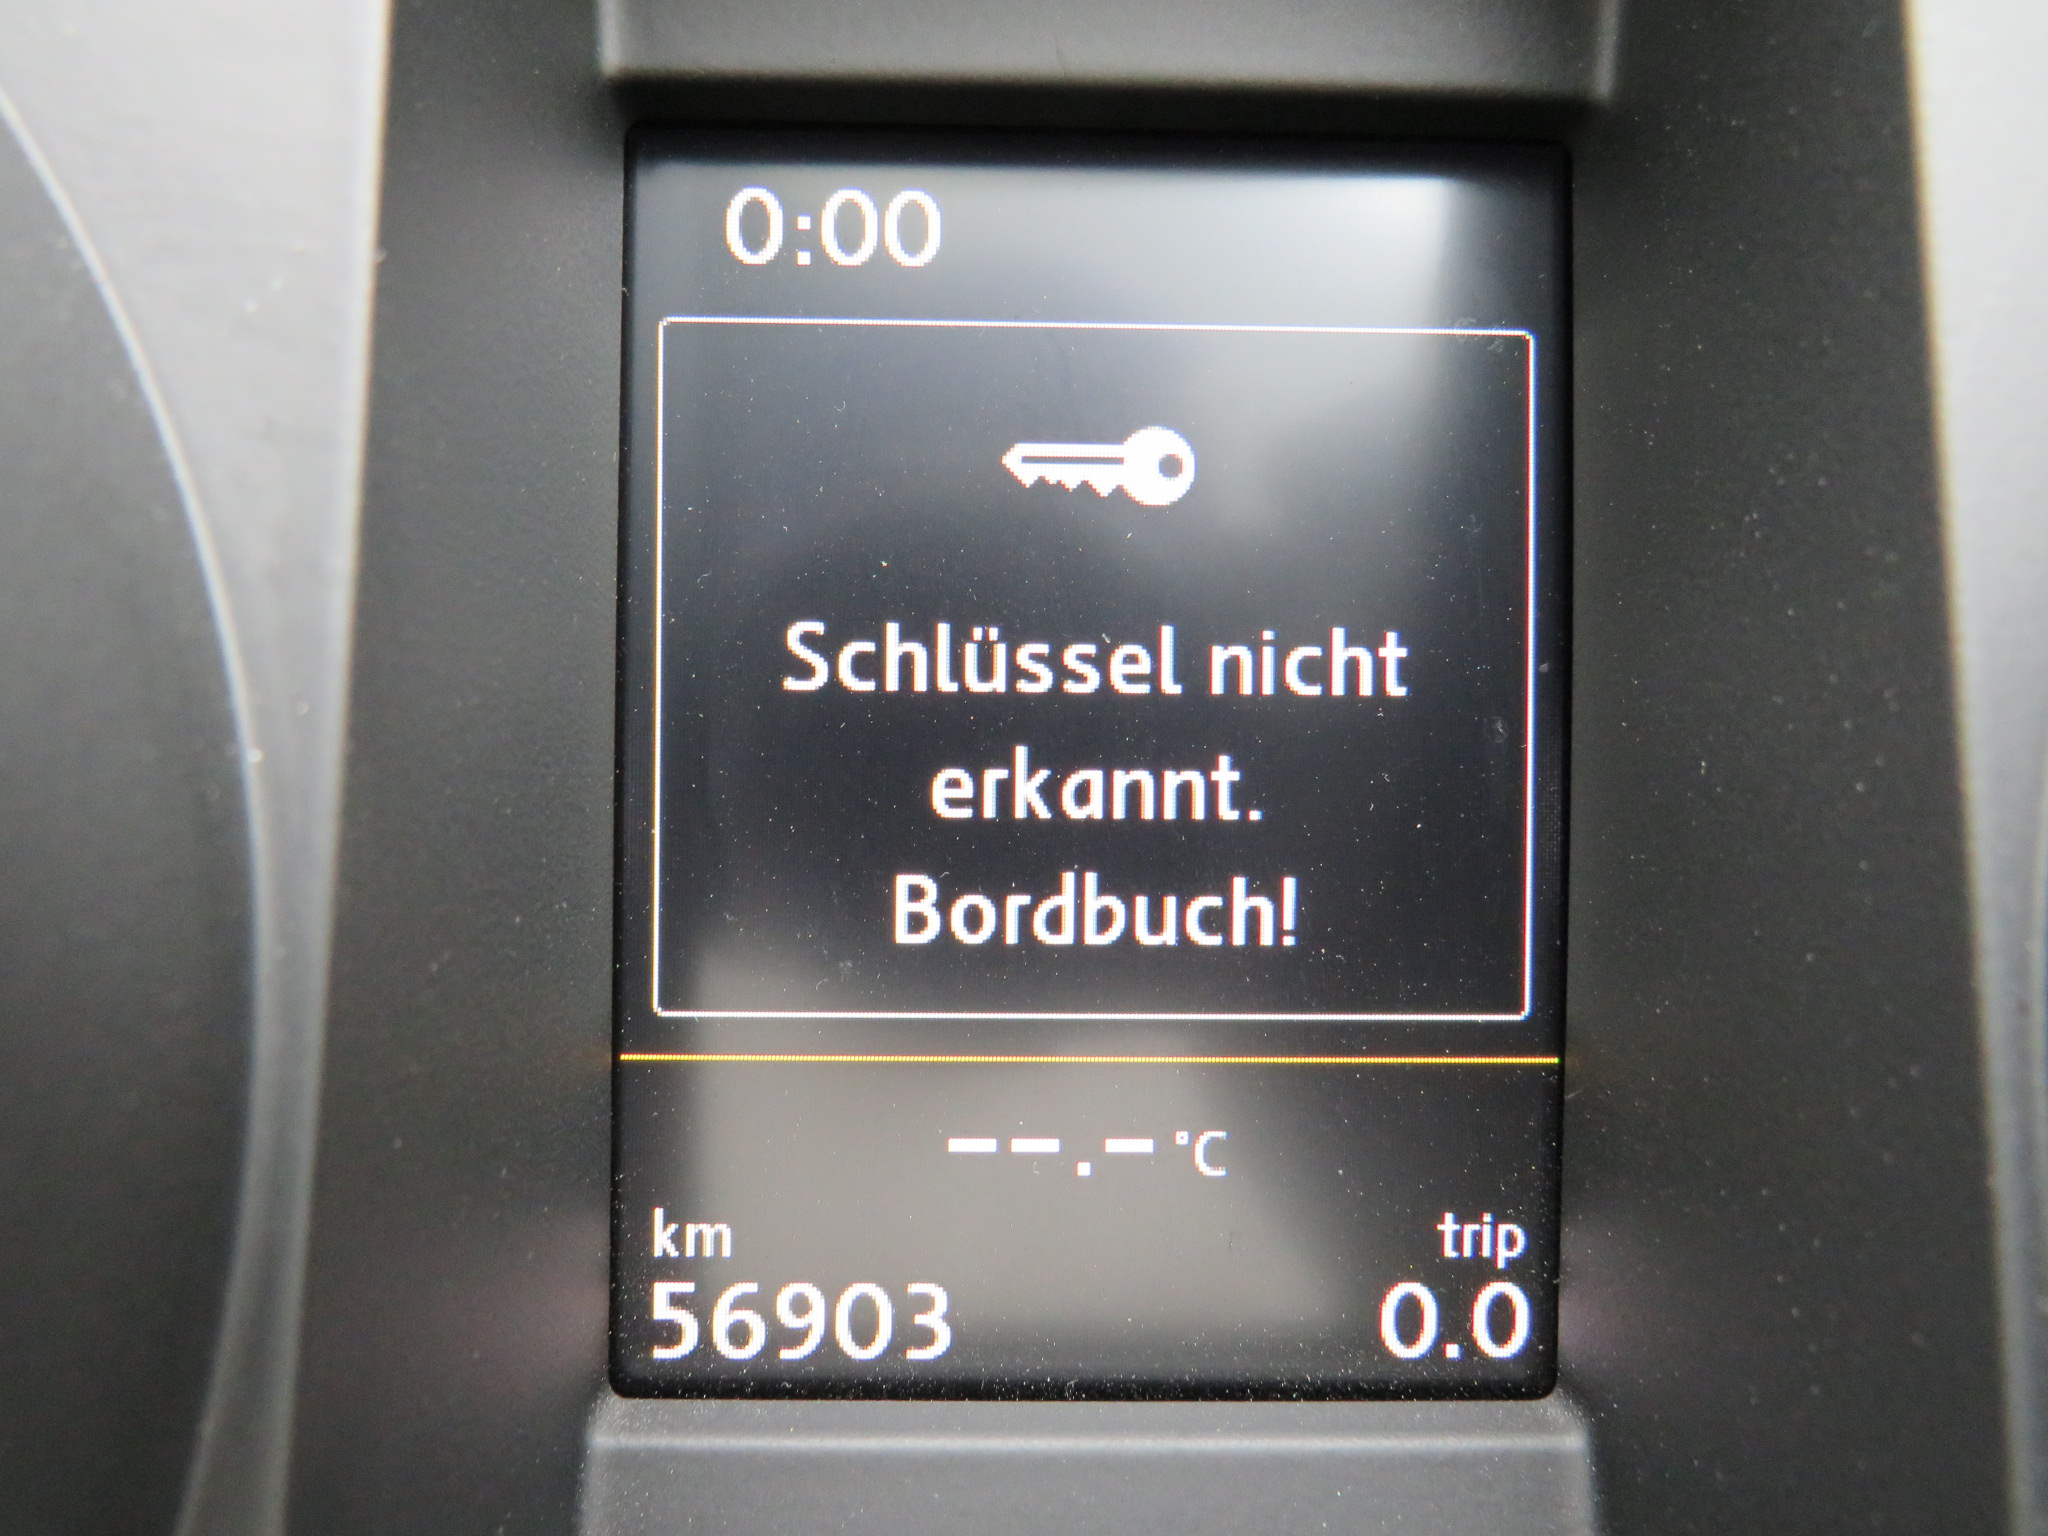 0:00
Schlüssel nicht
erkannt.
Bordbuch!
--.- °C
km trip
56903 0.0